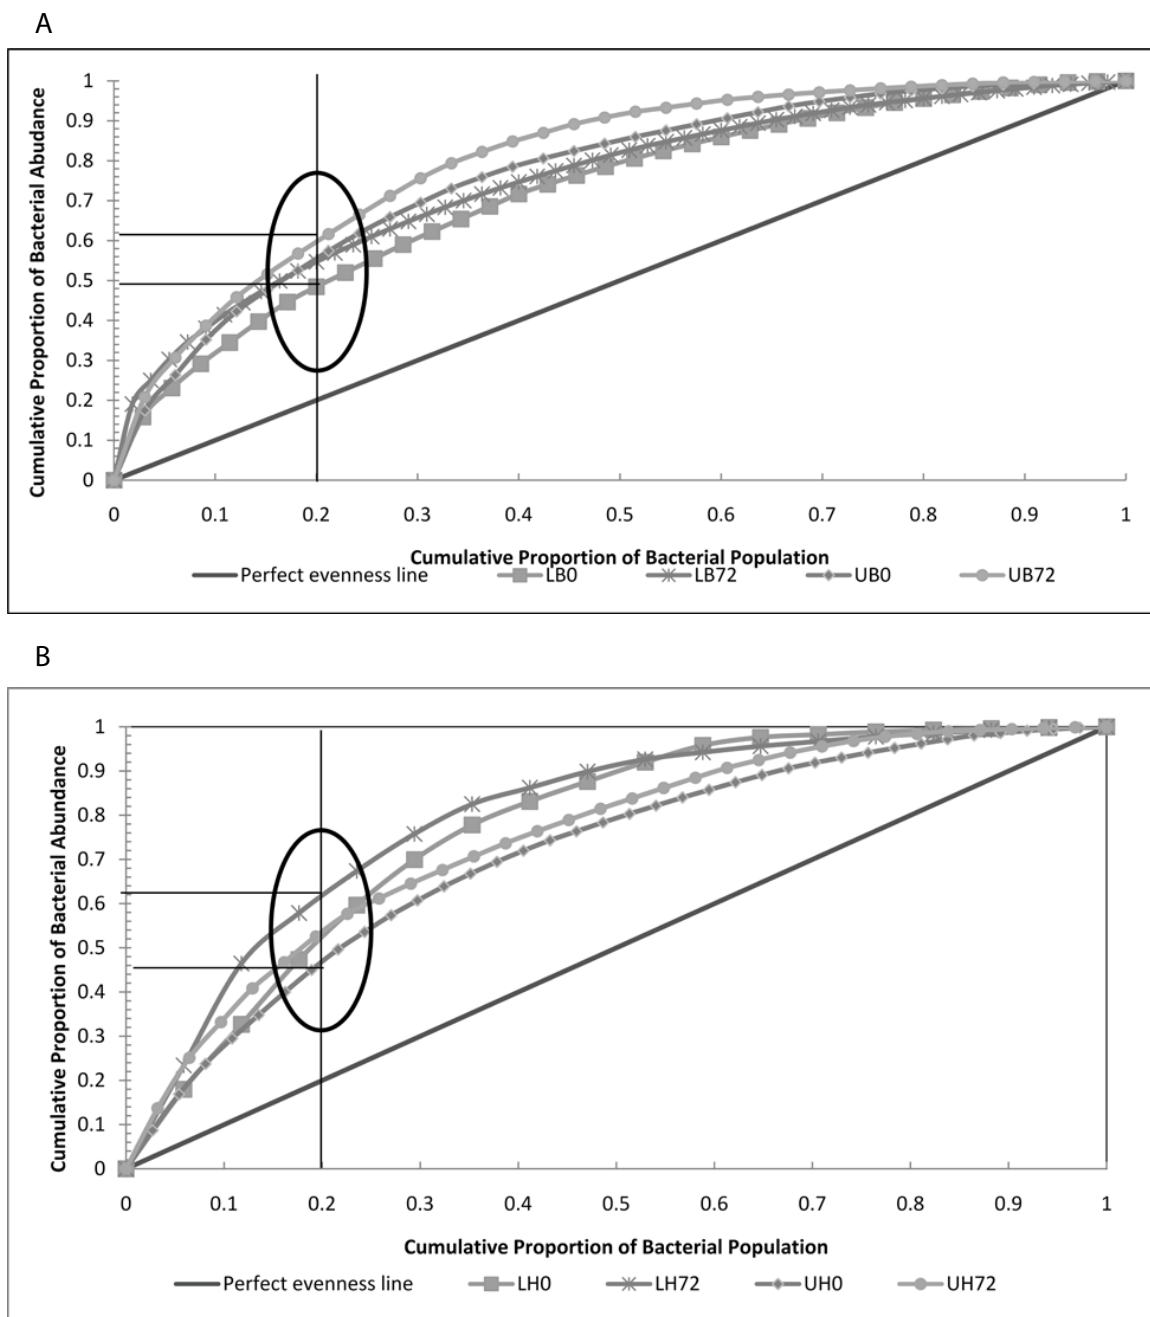 A
Cumulative Proportion of Bacterial Abudance
1
0.9
0.8
0.7
0.6
0.5
0.4
0.3
0.2
0.1
0
0 0.1 0.2 0.3 0.4 0.5 0.6 0.7 0.8 0.9 1
Cumulative Proportion of Bacterial Population
Perfect evenness line LB0 LB72 UB0 UB72
B
Cumulative Proportion of Bacterial Abundance
1
0.9
0.8
0.7
0.6
0.5
0.4
0.3
0.2
0.1
0
0 0.1 0.2 0.3 0.4 0.5 0.6 0.7 0.8 0.9 1
Cumulative Proportion of Bacterial Population
Perfect evenness line LH0 LH72 UH0 UH72